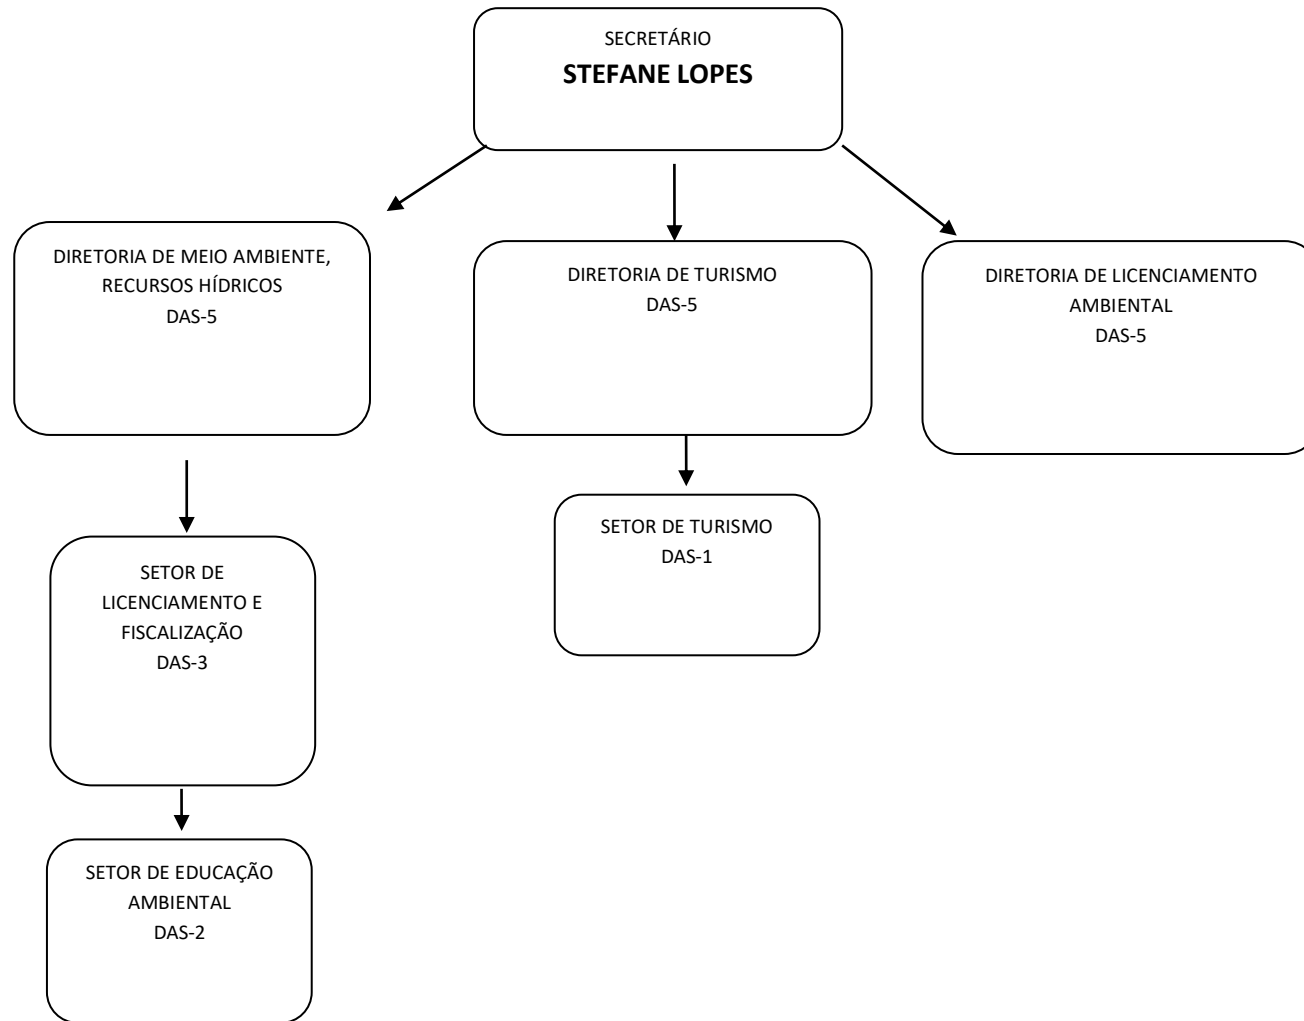 SECRETÁRIO
STEFANE LOPES
DIRETORIA DE MEIO AMBIENTE,
RECURSOS HÍDRICOS
DAS-5
DIRETORIA DE TURISMO
DAS-5
DIRETORIA DE LICENCIAMENTO
AMBIENTAL
DAS-5
SETOR DE
LICENCIAMENTO E
FISCALIZAÇÃO
DAS-3
SETOR DE TURISMO
DAS-1
SETOR DE EDUCAÇÃO
AMBIENTAL
DAS-2